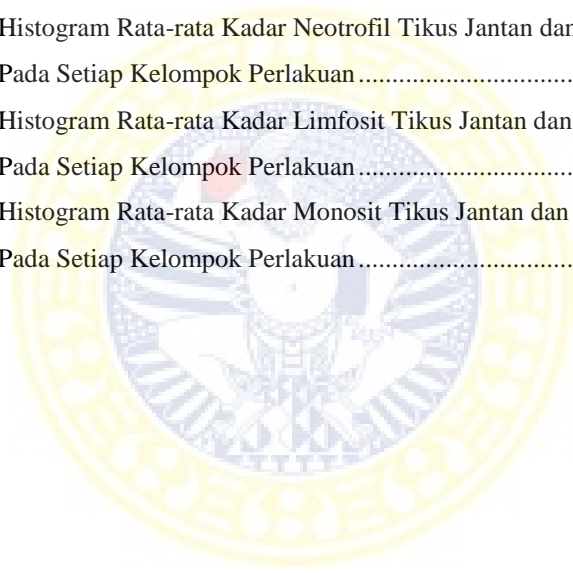 Histogram Rata-rata Kadar Neotrofil Tikus Jantan dan
Pada Setiap Kelompok Perlakuan ................................
Histogram Rata-rata Kadar Limfosit Tikus Jantan dan
Pada Setiap Kelompok Perlakuan ................................
Histogram Rata-rata Kadar Monosit Tikus Jantan dan
Pada Setiap Kelompok Perlakuan ................................